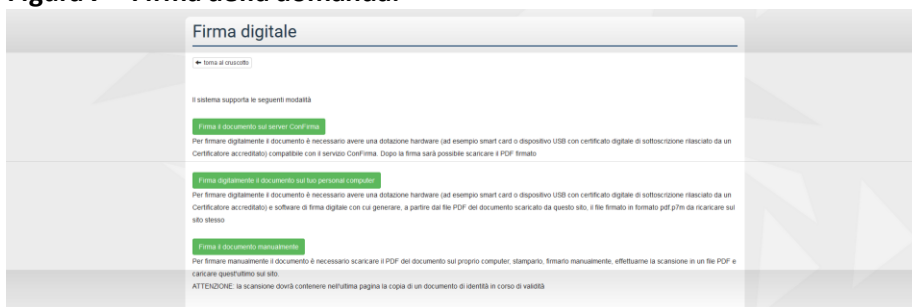 Firma digitale
← torna al cruscotto
Il sistema supporta le seguenti modalità
Firma il documento sul server ConFirma
Per firmare digitalmente il documento è necessario avere una dotazione hardware (ad esempio smart card o dispositivo USB con certificato digitale di sottoscrizione rilasciato da un
Certificatore accreditato) compatibile con il servizio ConFirma. Dopo la firma sarà possibile scaricare il PDF firmato
Firma digitalmente il documento sul tuo personal computer
Per firmare digitalmente il documento è necessario avere una dotazione hardware (ad esempio smart card o dispositivo USB con certificato digitale di sottoscrizione rilasciato da un
Certificatore accreditato) e software di firma digitale con cui generare, a partire dal file PDF del documento scaricato da questo sito, il file firmato in formato pdf.p7m da ricaricare sul
sito stesso
Firma il documento manualmente
Per firmare manualmente il documento è necessario scaricare il PDF del documento sul proprio computer, stamparlo, firmarlo manualmente, effettuarne la scansione in un file PDF e
caricare quest'ultimo sul sito.
ATTENZIONE: la scansione dovrà contenere nell'ultima pagina la copia di un documento di identità in corso di validità